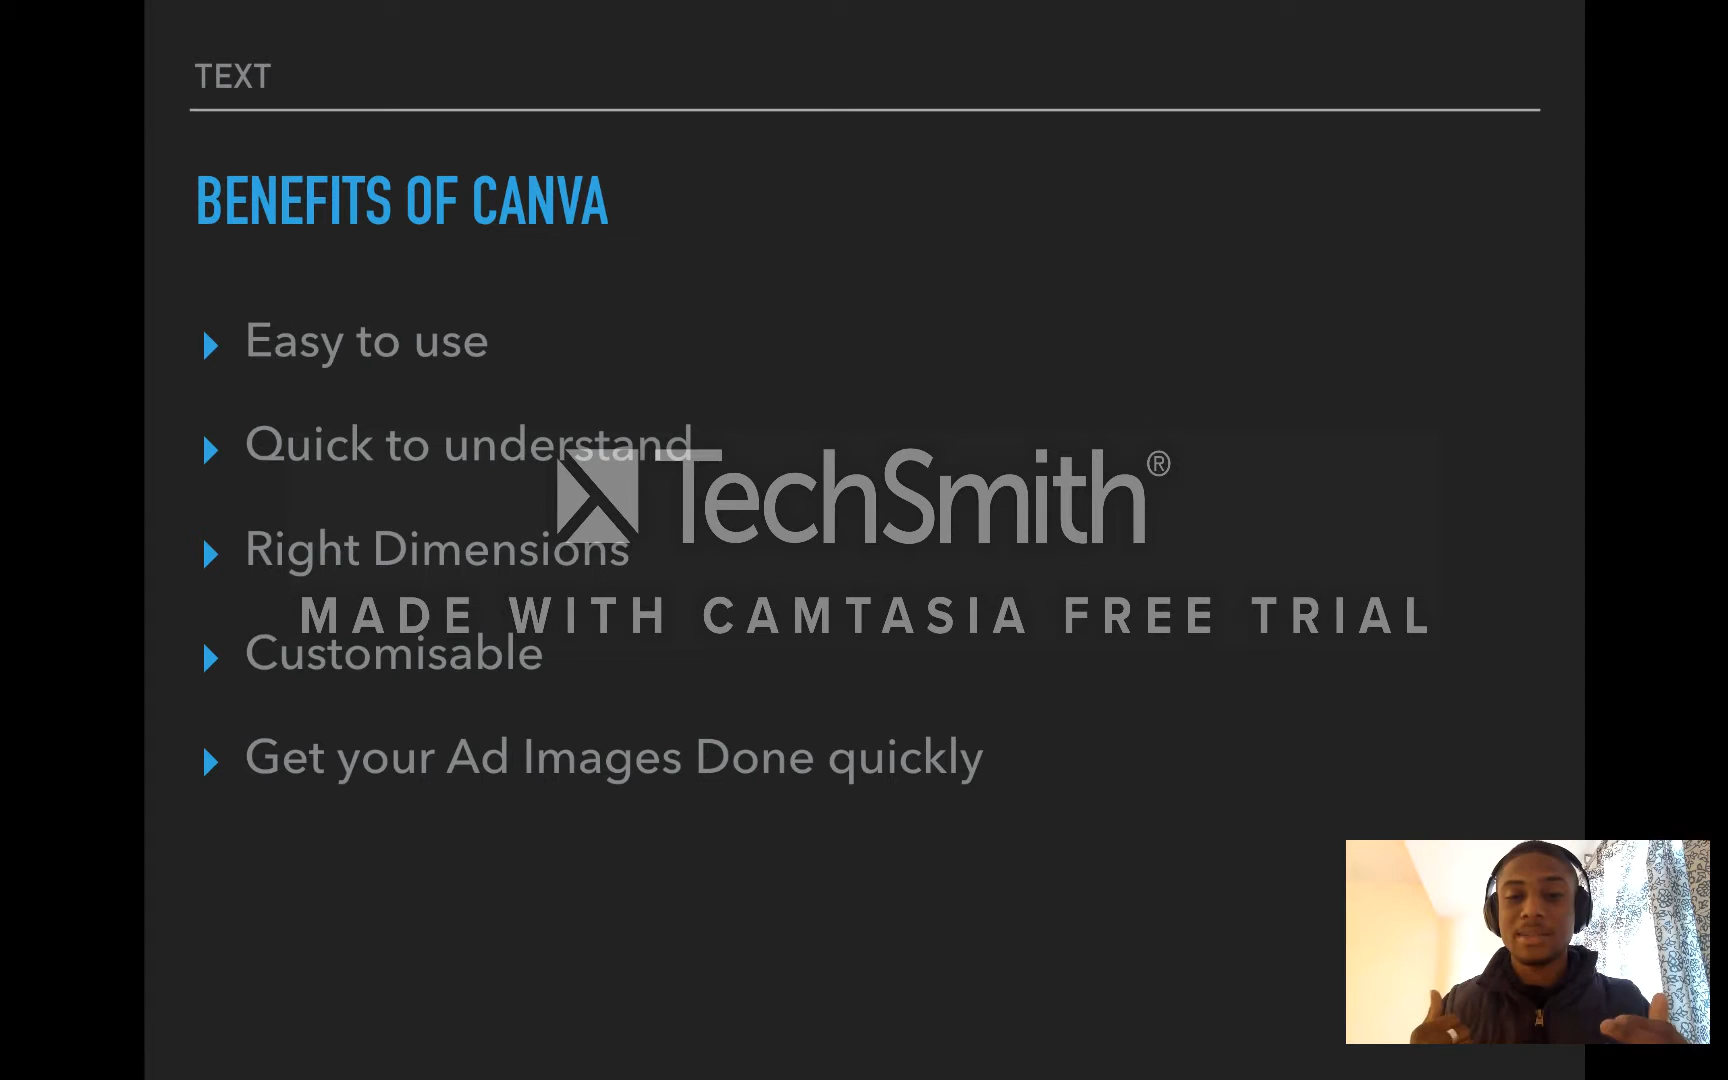 TEXT
BENEFITS OF CANVA
Easy to use
Quick to understand
TechSmith®
Right Dimensions
MADE WITH CAMTASIA FREE TRIAL
Customisable
Get your Ad Images Done quickly